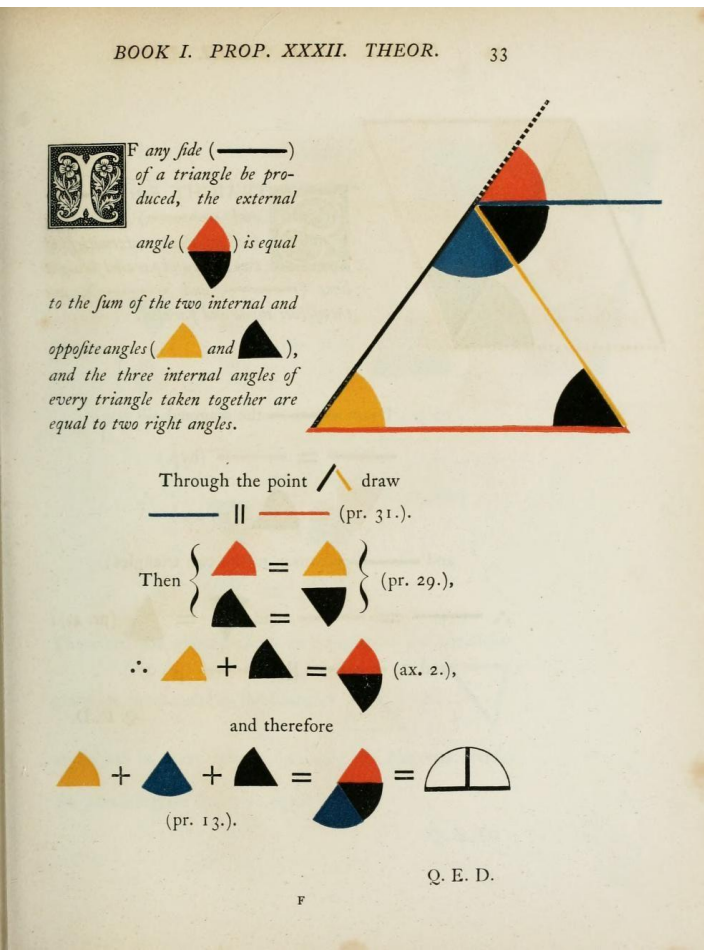 BOOK I. PROP. XXXII. THEOR. 33
IF any ſide ( )
of a triangle be pro-
duced, the external
angle ( ) is equal
to the ſum of the two internal and
oppoſite angles ( and ),
and the three internal angles of
every triangle taken together are
equal to two right angles.
Through the point draw
|| (pr. 31.).
Then { = } (pr. 29.),
=
∴ + = (ax. 2.),
and therefore
+ + = =
(pr. 13.).
Q. E. D.
F